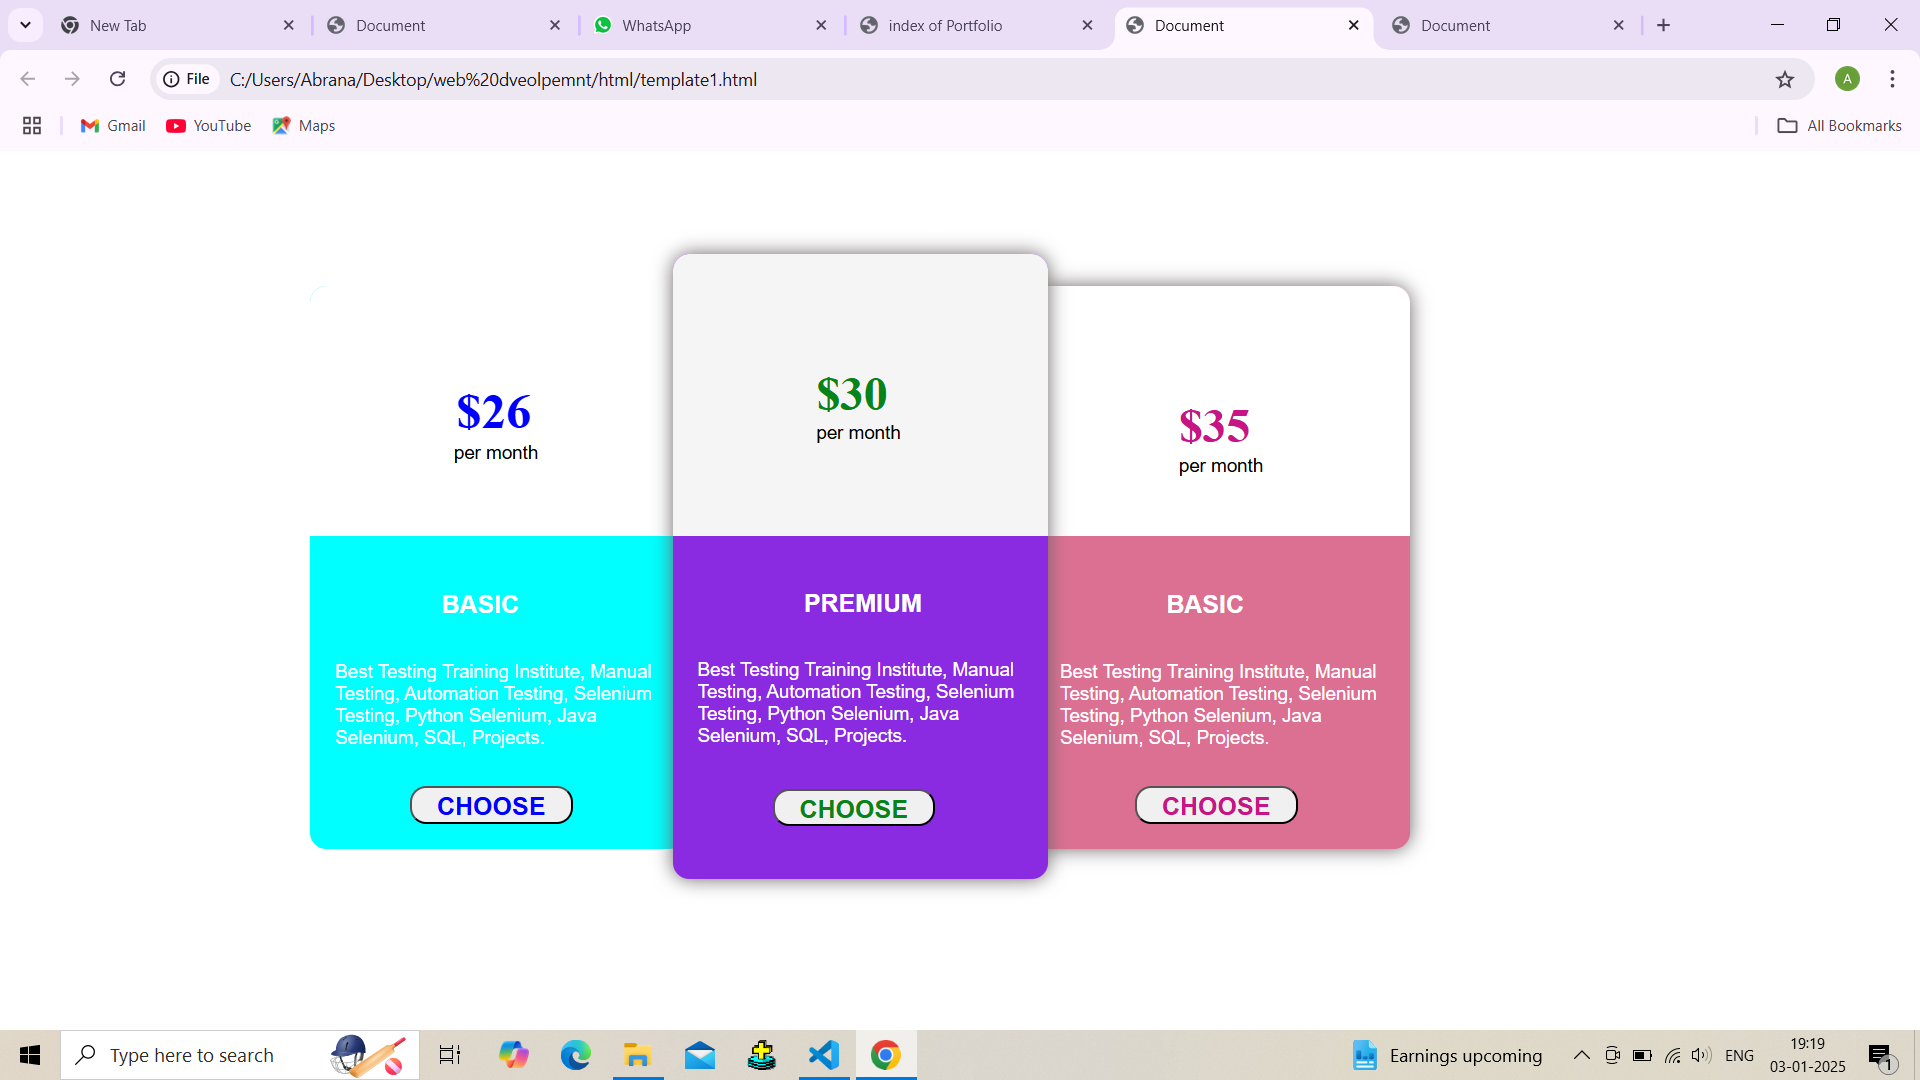 New Tab
Document
WhatsApp
index of Portfolio
Document
Document
File
C:/Users/Abrana/Desktop/web%20dveolpemnt/html/template1.html
A
Gmail
YouTube
Maps
All Bookmarks
$26
per month
BASIC
Best Testing Training Institute, Manual
Testing, Automation Testing, Selenium
Testing, Python Selenium, Java
Selenium, SQL, Projects.
CHOOSE
$30
per month
PREMIUM
Best Testing Training Institute, Manual
Testing, Automation Testing, Selenium
Testing, Python Selenium, Java
Selenium, SQL, Projects.
CHOOSE
$35
per month
BASIC
Best Testing Training Institute, Manual
Testing, Automation Testing, Selenium
Testing, Python Selenium, Java
Selenium, SQL, Projects.
CHOOSE
Type here to search
Earnings upcoming
ENG
19:19
03-01-2025
1